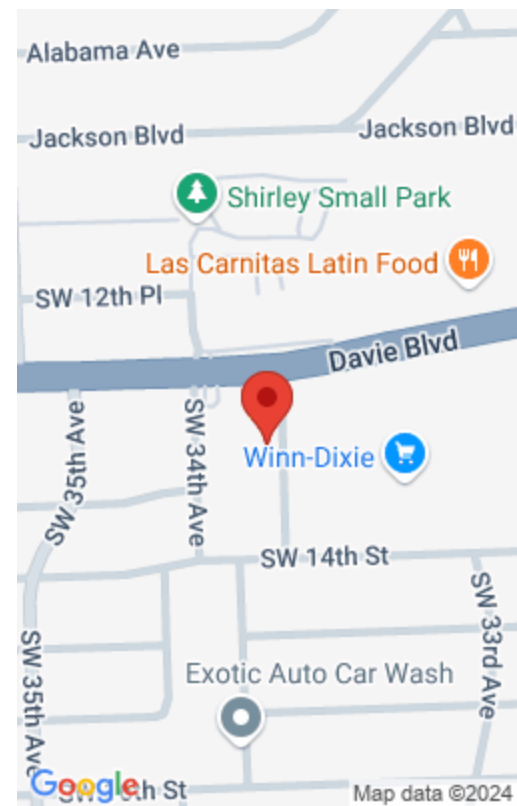 Alabama Ave
Jackson Blvd
Jackson Blvd
Shirley Small Park
Las Carnitas Latin Food
SW 12th Pl
Davie Blvd
SW 35th Ave
SW 34th Ave
Winn-Dixie
SW 14th St
SW 33rd Ave
SW 35th Ave
Exotic Auto Car Wash
Google
th St
Map data ©2024